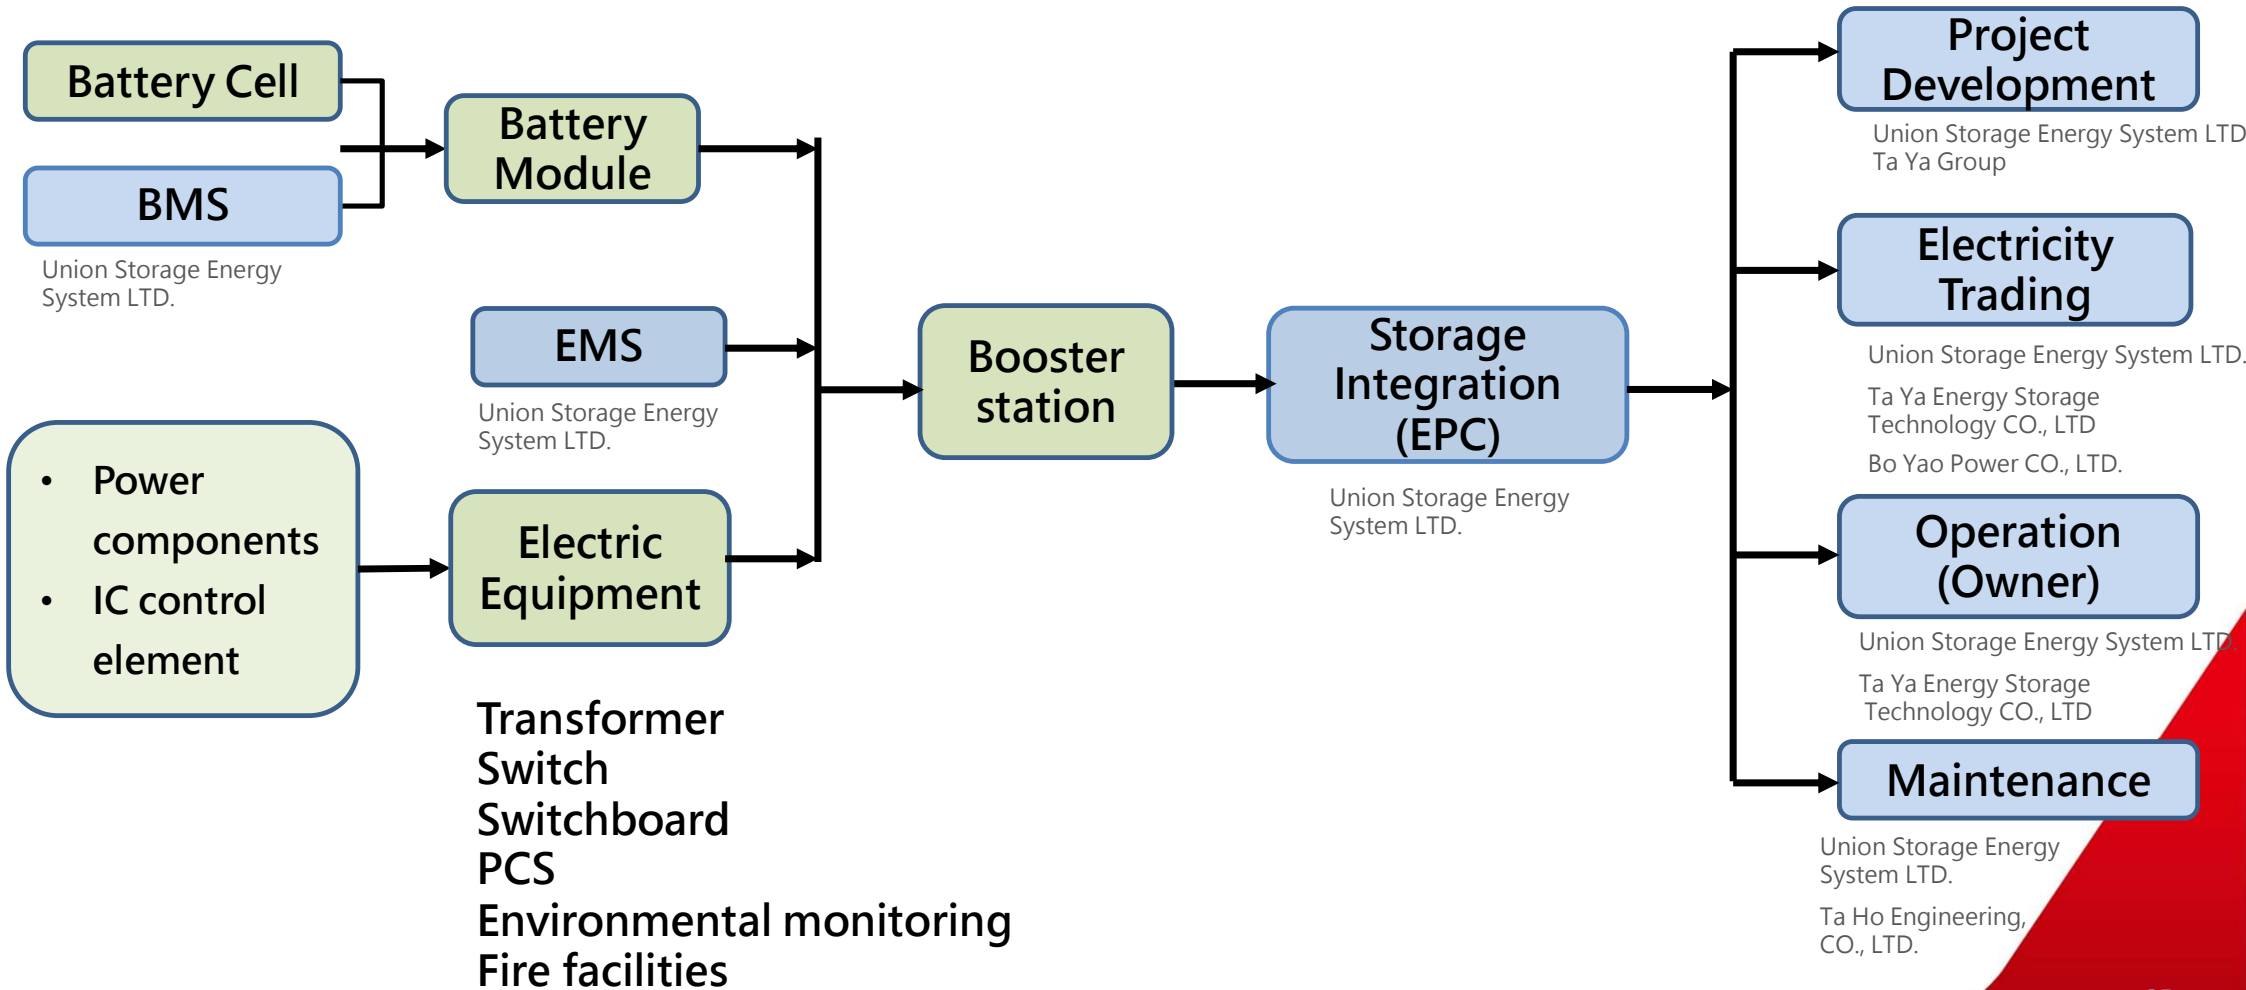 Battery Cell
BMS
Union Storage Energy
System LTD.
• Power
components
• IC control
element
Battery
Module
EMS
Union Storage Energy
System LTD.
Electric
Equipment
Transformer
Switch
Switchboard
PCS
Environmental monitoring
Fire facilities
Booster
station
Storage
Integration
(EPC)
Union Storage Energy
System LTD.
Project
Development
Union Storage Energy System LTD
Ta Ya Group
Electricity
Trading
Union Storage Energy System LTD.
Ta Ya Energy Storage
Technology CO., LTD
Bo Yao Power CO., LTD.
Operation
(Owner)
Union Storage Energy System LTD.
Ta Ya Energy Storage
Technology CO., LTD
Maintenance
Union Storage Energy
System LTD.
Ta Ho Engineering,
CO., LTD.